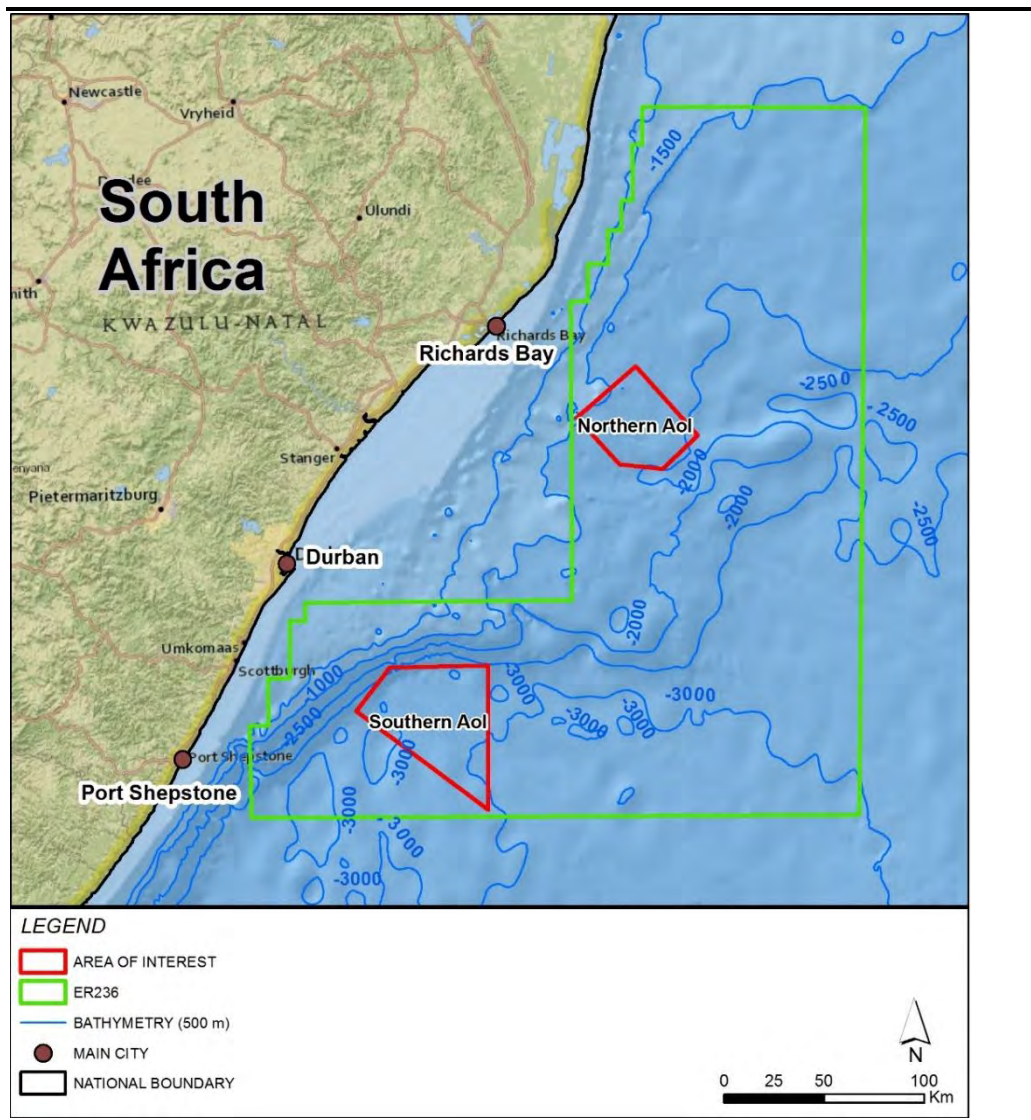 Newcastle
Vryheid
-1500
South
Africa
Ulundi
KWAZULU-NATAL
Richards Bay
Richards Bay
-2500
-2500
Northern AoI
-2000
-2000
-2500
Stanger
Pietermaritzburg
Durban
-2000
Umkomaas
Scottburgh
-1000
-3000
-3000
-3000
-3000
Southern AoI
-2500
-3000
Port Shepstone
Port Shepstone
-3000
-3000
-3000
LEGEND
AREA OF INTEREST
ER236
BATHYMETRY (500 m)
MAIN CITY
NATIONAL BOUNDARY
N
0 25 50 100
Km